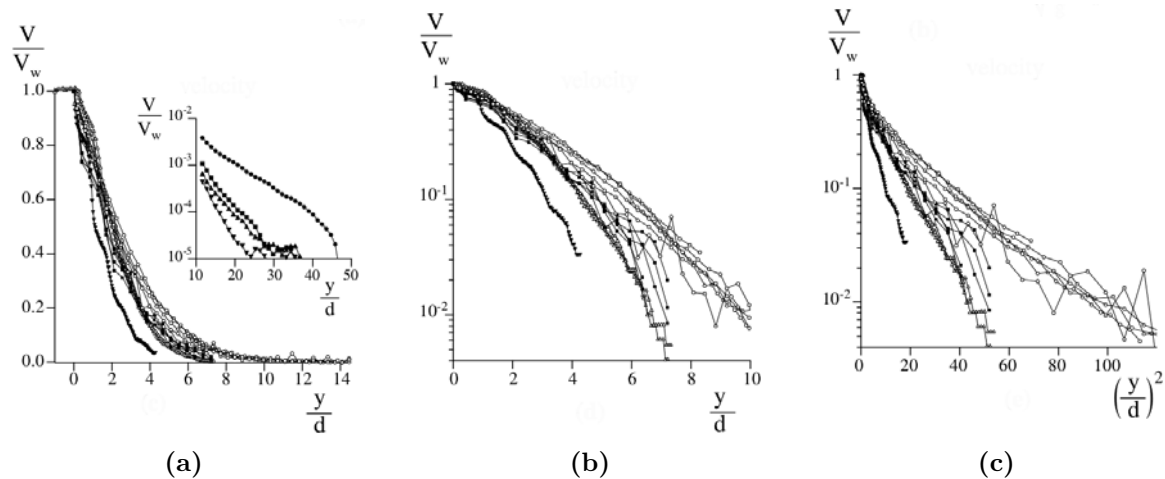 V
V_w
1.0
0.8
0.6
0.4
0.2
0.0
0 2 4 6 8 10 12 14
y
d
V
V_w
10^-2
10^-3
10^-4
10^-5
10 20 30 40 50
y
d
velocity
(c)
V
V_w
1
10^-1
10^-2
0 2 4 6 8 10
y
d
velocity
(d)
V
V_w
1
10^-1
10^-2
0 20 40 60 80 100
(y/d)^2
(b)
velocity
(e)
(a) (b) (c)